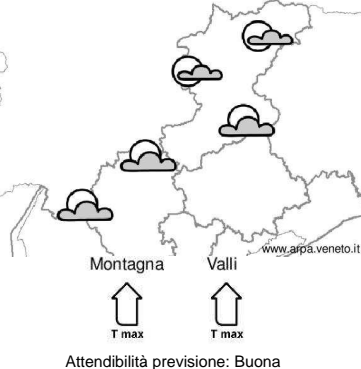 www.arpa.veneto.it
Montagna Valli
T max T max
Attendibilità previsione: Buona